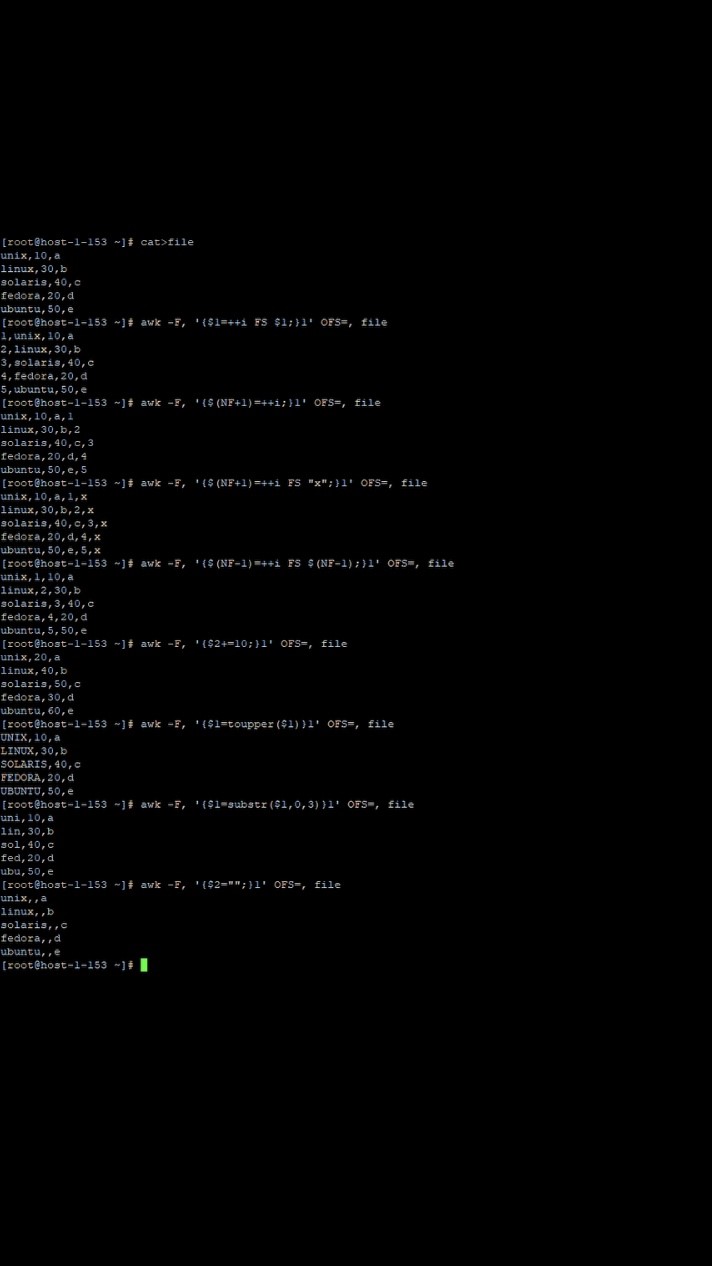 [root@host-1-153 ~]# cat>file
unix,10,a
linux,30,b
solaris,40,c
fedora,20,d
ubuntu,50,e
[root@host-1-153 ~]# awk -F, '{$1=++i FS $1;}1' OFS=, file
1,unix,10,a
2,linux,30,b
3,solaris,40,c
4,fedora,20,d
5,ubuntu,50,e
[root@host-1-153 ~]# awk -F, '{$(NF+1)=++i;}1' OFS=, file
unix,10,a,1
linux,30,b,2
solaris,40,c,3
fedora,20,d,4
ubuntu,50,e,5
[root@host-1-153 ~]# awk -F, '{$(NF+1)=++i FS "x";}1' OFS=, file
unix,10,a,1,x
linux,30,b,2,x
solaris,40,c,3,x
fedora,20,d,4,x
ubuntu,50,e,5,x
[root@host-1-153 ~]# awk -F, '{$(NF-1)=++i FS $(NF-1);}1' OFS=, file
unix,1,10,a
linux,2,30,b
solaris,3,40,c
fedora,4,20,d
ubuntu,5,50,e
[root@host-1-153 ~]# awk -F, '{$2+=10;}1' OFS=, file
unix,20,a
linux,40,b
solaris,50,c
fedora,30,d
ubuntu,60,e
[root@host-1-153 ~]# awk -F, '{$1=toupper($1)}1' OFS=, file
UNIX,10,a
LINUX,30,b
SOLARIS,40,c
FEDORA,20,d
UBUNTU,50,e
[root@host-1-153 ~]# awk -F, '{$1=substr($1,0,3)}1' OFS=, file
uni,10,a
lin,30,b
sol,40,c
fed,20,d
ubu,50,e
[root@host-1-153 ~]# awk -F, '{$2="";}1' OFS=, file
unix,,a
linux,,b
solaris,,c
fedora,,d
ubuntu,,e
[root@host-1-153 ~]#